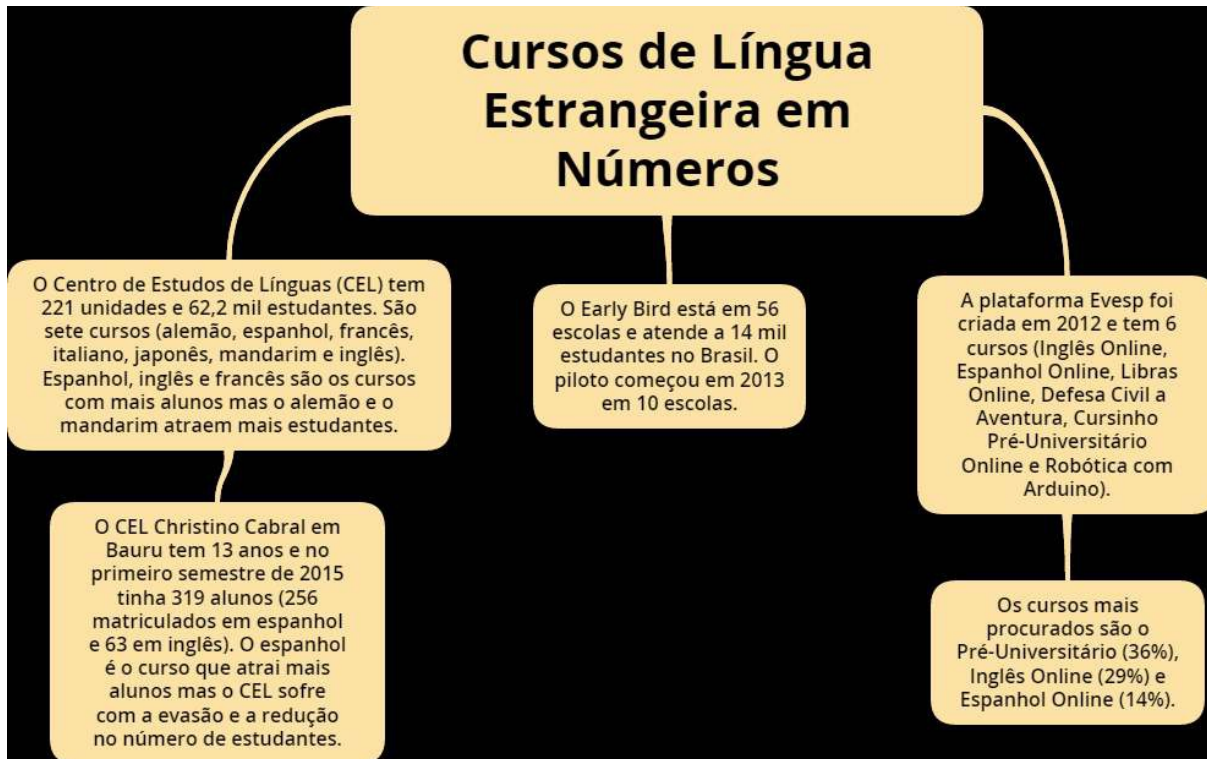 Cursos de Língua
Estrangeira em
Números
O Centro de Estudos de Línguas (CEL) tem
221 unidades e 62,2 mil estudantes. São
sete cursos (alemão, espanhol, francês,
italiano, japonês, mandarim e inglês).
Espanhol, inglês e francês são os cursos
com mais alunos mas o alemão e o
mandarim atraem mais estudantes.
O CEL Christino Cabral em
Bauru tem 13 anos e no
primeiro semestre de 2015
tinha 319 alunos (256
matriculados em espanhol
e 63 em inglês). O espanhol
é o curso que atrai mais
alunos mas o CEL sofre
com a evasão e a redução
no número de estudantes.
O Early Bird está em 56
escolas e atende a 14 mil
estudantes no Brasil. O
piloto começou em 2013
em 10 escolas.
A plataforma Evesp foi
criada em 2012 e tem 6
cursos (Inglês Online,
Espanhol Online, Libras
Online, Defesa Civil a
Aventura, Cursinho
Pré-Universitário
Online e Robótica com
Arduino).
Os cursos mais
procurados são o
Pré-Universitário (36%),
Inglês Online (29%) e
Espanhol Online (14%).